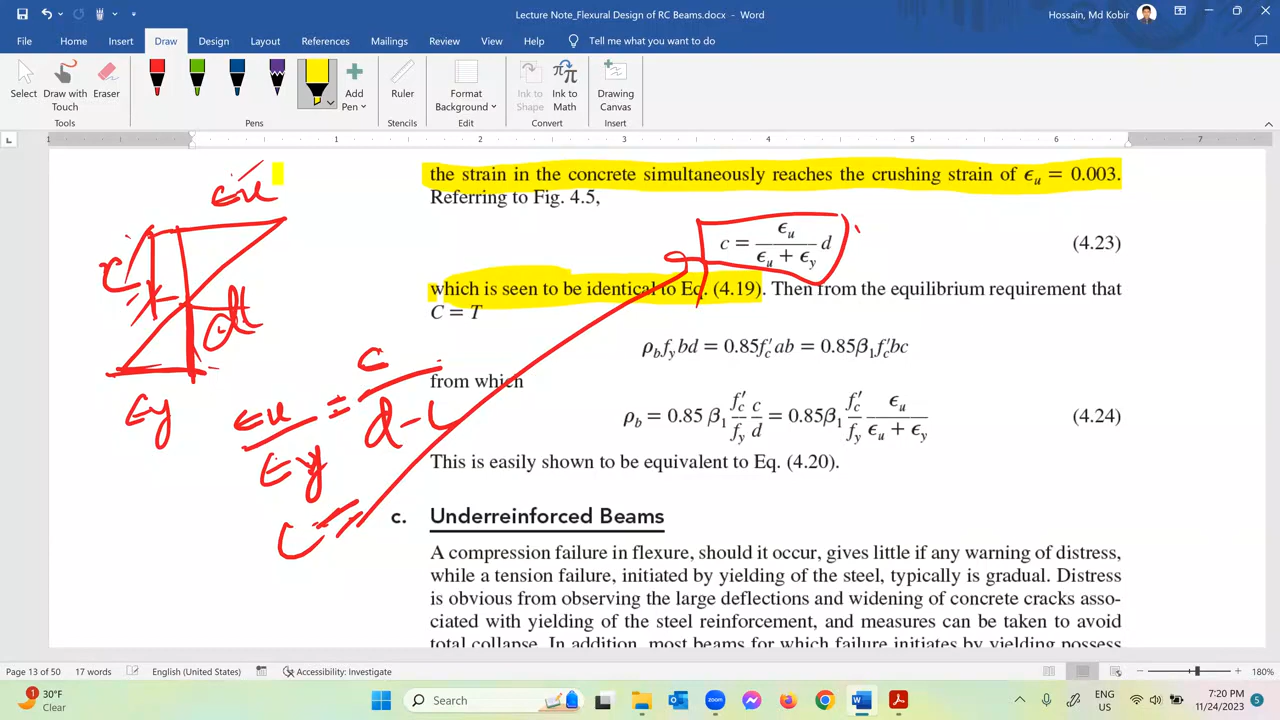 Lecture Note_Flexural Design of RC Beams.docx - Word
Hossain, Md Kobir
File Home Insert Draw Design Layout References Mailings Review View Help Tell me what you want to do
Select
Draw with Touch
Eraser
Add Pen
Ruler
Format Background
Ink to Shape
Ink to Math
Drawing Canvas
Tools
Pens
Stencils
Edit
Convert
Insert
1 1 2 3 4 5 6 7
the strain in the concrete simultaneously reaches the crushing strain of ϵu = 0.003.
Referring to Fig. 4.5,
c = ϵu / (ϵu + ϵy) d (4.23)
which is seen to be identical to Eq. (4.19). Then from the equilibrium requirement that
C = T
ρb fy bd = 0.85f′c ab = 0.85β1 f′c bc
from which
ρb = 0.85 β1 f′c/fy c/d = 0.85β1 f′c/fy ϵu/(ϵu + ϵy) (4.24)
This is easily shown to be equivalent to Eq. (4.20).
c. Underreinforced Beams
A compression failure in flexure, should it occur, gives little if any warning of distress,
while a tension failure, initiated by yielding of the steel, typically is gradual. Distress
is obvious from observing the large deflections and widening of concrete cracks asso-
ciated with yielding of the steel reinforcement, and measures can be taken to avoid
total collapse. In addition, most beams for which failure initiates by yielding possess
ϵu
c
ϵy
ϵu/ϵy = c/(d-c)
c =
Page 13 of 50 17 words English (United States) Accessibility: Investigate 180%
1
30°F
Clear
Search
zoom
ENG
US
7:20 PM
11/24/2023
5